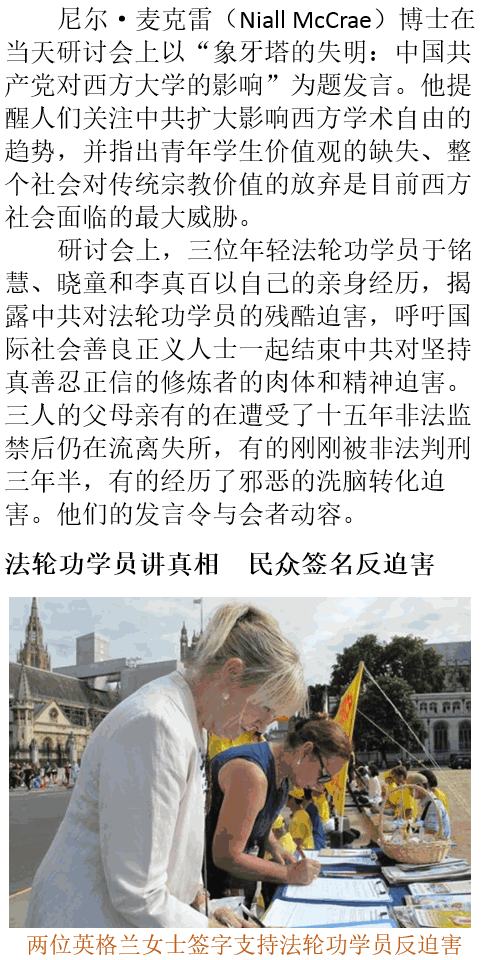 尼尔·麦克雷（Niall McCrae）博士在
当天研讨会上以“象牙塔的失明：中国共
产党对西方大学的影响”为题发言。他提
醒人们关注中共扩大影响西方学术自由的
趋势，并指出青年学生价值观的缺失、整
个社会对传统宗教价值的放弃是目前西方
社会面临的最大威胁。
研讨会上，三位年轻法轮功学员于铭
慧、晓童和李真百以自己的亲身经历，揭
露中共对法轮功学员的残酷迫害，呼吁国
际社会善良正义人士一起结束中共对坚持
真善忍正信的修炼者的肉体和精神迫害。
三人的父母亲有的在遭受了十五年非法监
禁后仍在流离失所，有的刚刚被非法判刑
三年半，有的经历了邪恶的洗脑转化迫
害。他们的发言令与会者动容。
法轮功学员讲真相　民众签名反迫害
两位英格兰女士签字支持法轮功学员反迫害